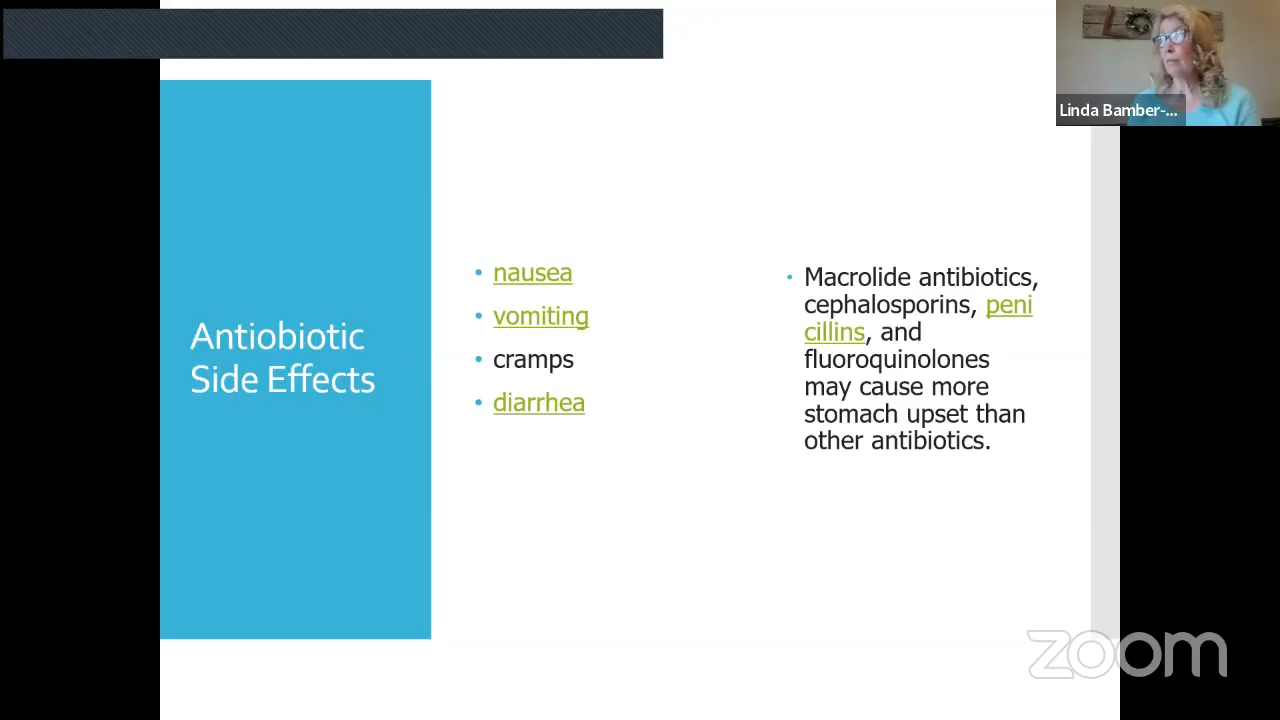 Linda Bamber-...
Antiobiotic
Side Effects
• nausea
• vomiting
• cramps
• diarrhea
• Macrolide antibiotics,
cephalosporins, peni
cillins, and
fluoroquinolones
may cause more
stomach upset than
other antibiotics.
zoom